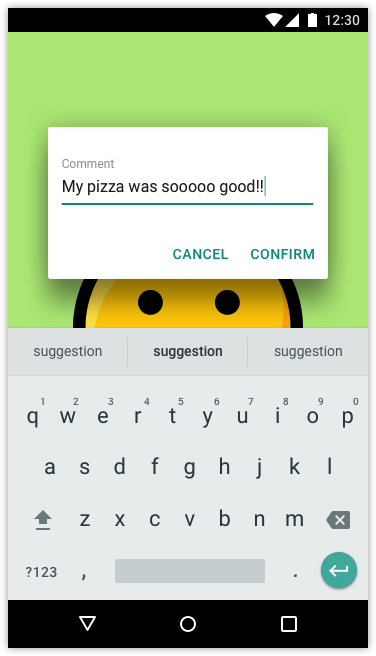 12:30
Comment
My pizza was sooooo good!!
CANCEL CONFIRM
suggestion suggestion suggestion
1 2 3 4 5 6 7 8 9 0
q w e r t y u i o p
a s d f g h j k l
z x c v b n m
?123 , .